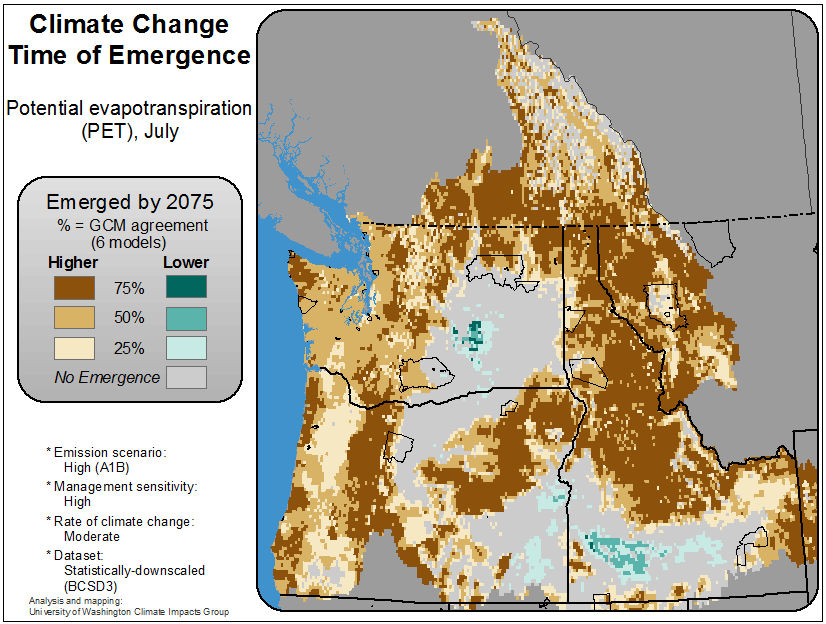 Climate Change
Time of Emergence
Potential evapotranspiration
(PET), July
Emerged by 2075
% = GCM agreement
(6 models)
Higher Lower
75%
50%
25%
No Emergence
* Emission scenario:
High (A1B)
* Management sensitivity:
High
* Rate of climate change:
Moderate
* Dataset:
Statistically-downscaled
(BCSD3)
Analysis and mapping:
University of Washington Climate Impacts Group